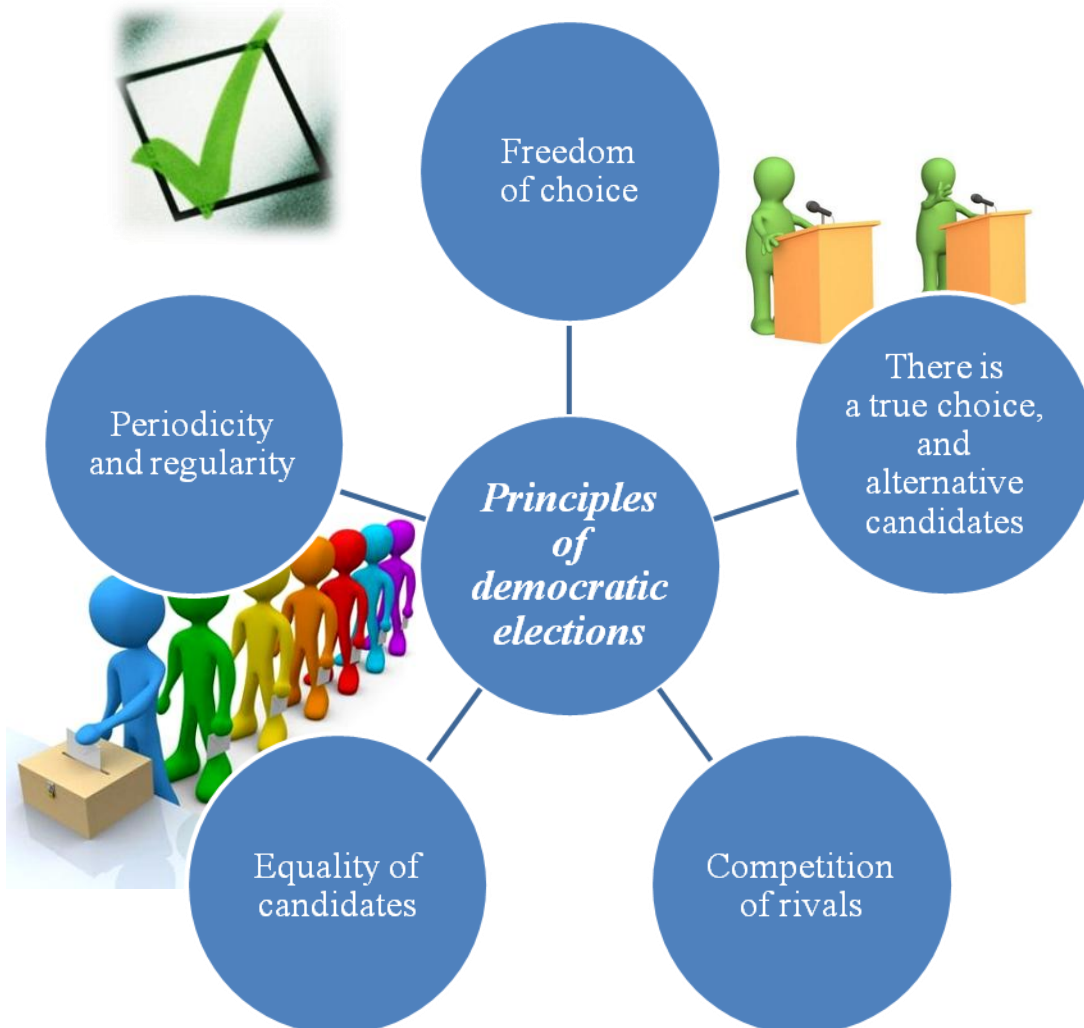 Freedom
of choice
There is
a true choice,
and
alternative
candidates
Periodicity
and regularity
Principles
of
democratic
elections
Equality of
candidates
Competition
of rivals